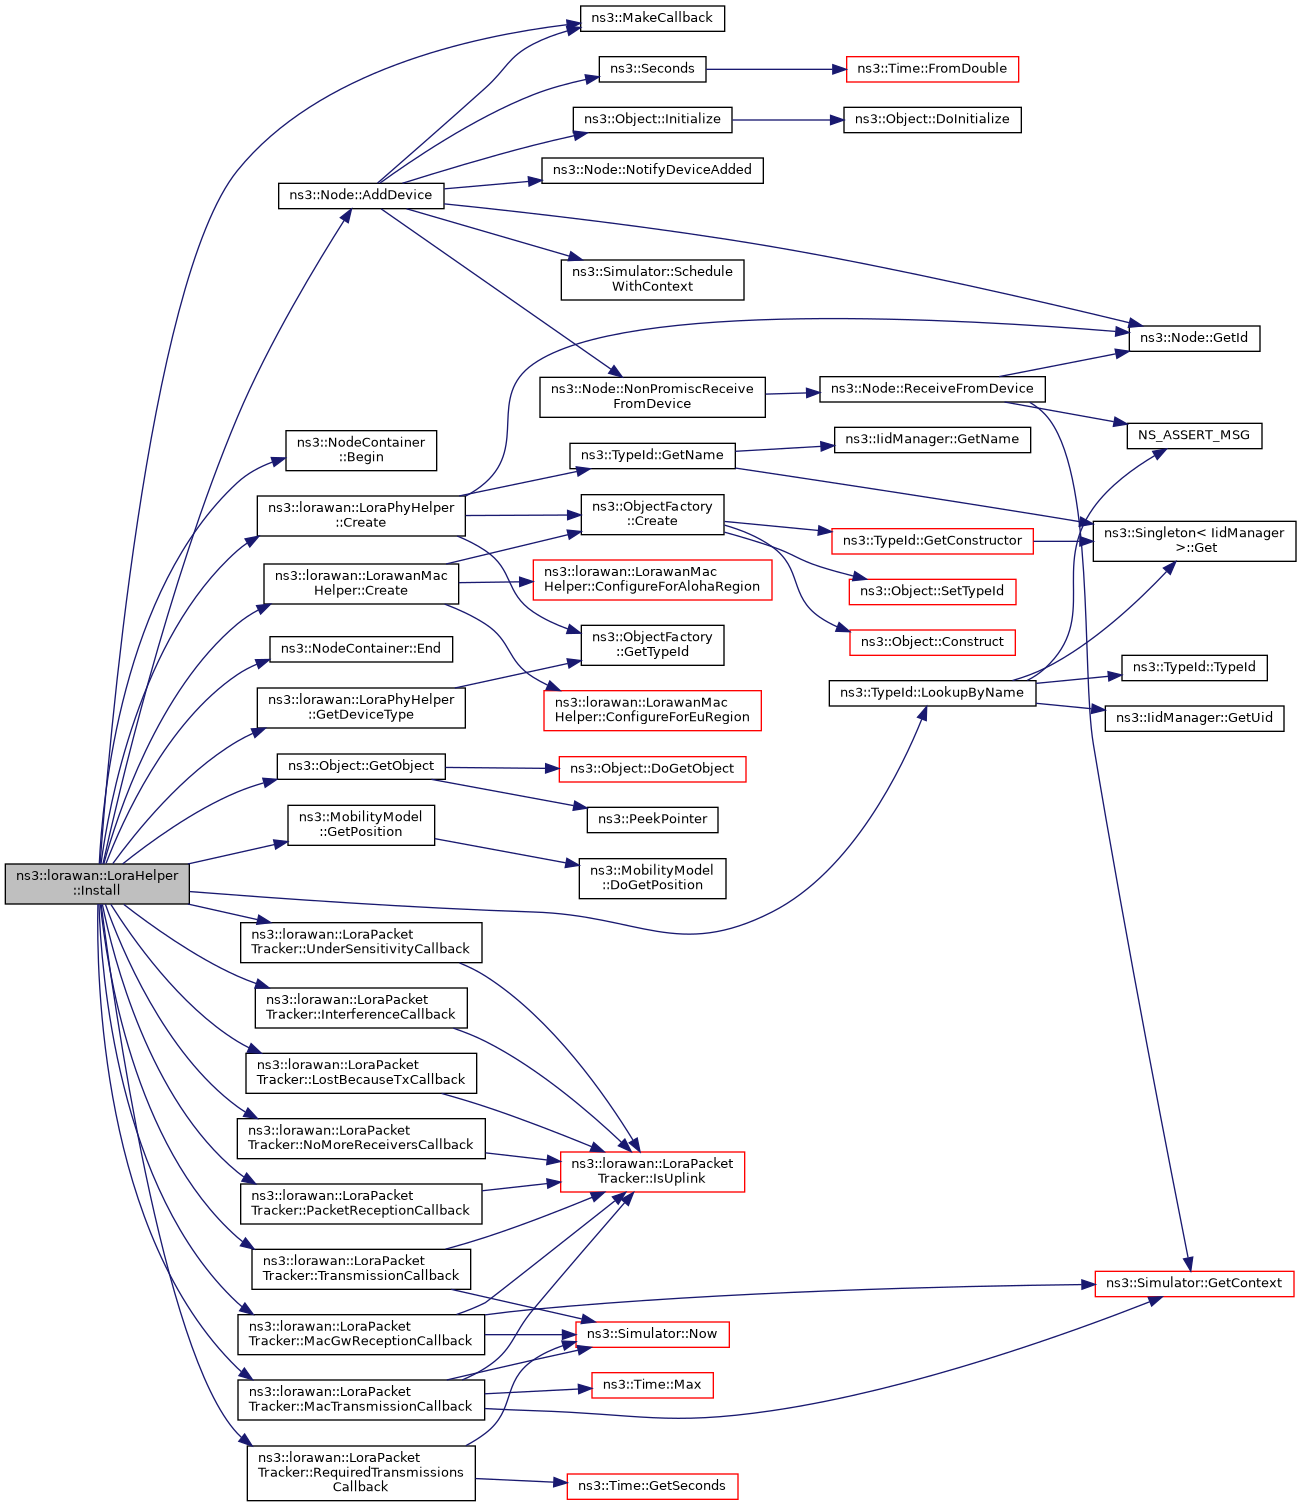 ns3::MakeCallback
ns3::Seconds
ns3::Time::FromDouble
ns3::Object::Initialize
ns3::Object::DoInitialize
ns3::Node::NotifyDeviceAdded
ns3::Node::AddDevice
ns3::Simulator::Schedule
WithContext
ns3::Node::GetId
ns3::Node::NonPromiscReceive
FromDevice
ns3::Node::ReceiveFromDevice
NS_ASSERT_MSG
ns3::NodeContainer
::Begin
ns3::TypeId::GetName
ns3::IidManager::GetName
ns3::lorawan::LoraPhyHelper
::Create
ns3::ObjectFactory
::Create
ns3::TypeId::GetConstructor
ns3::Singleton< IidManager
>::Get
ns3::lorawan::LorawanMac
Helper::Create
ns3::lorawan::LorawanMac
Helper::ConfigureForAlohaRegion
ns3::Object::SetTypeId
ns3::Object::Construct
ns3::NodeContainer::End
ns3::ObjectFactory
::GetTypeId
ns3::TypeId::TypeId
ns3::TypeId::LookupByName
ns3::IidManager::GetUid
ns3::lorawan::LoraPhyHelper
::GetDeviceType
ns3::lorawan::LorawanMac
Helper::ConfigureForEuRegion
ns3::Object::GetObject
ns3::Object::DoGetObject
ns3::PeekPointer
ns3::MobilityModel
::GetPosition
ns3::MobilityModel
::DoGetPosition
ns3::lorawan::LoraHelper
::Install
ns3::lorawan::LoraPacket
Tracker::UnderSensitivityCallback
ns3::lorawan::LoraPacket
Tracker::InterferenceCallback
ns3::lorawan::LoraPacket
Tracker::LostBecauseTxCallback
ns3::lorawan::LoraPacket
Tracker::NoMoreReceiversCallback
ns3::lorawan::LoraPacket
Tracker::IsUplink
ns3::lorawan::LoraPacket
Tracker::PacketReceptionCallback
ns3::lorawan::LoraPacket
Tracker::TransmissionCallback
ns3::Simulator::GetContext
ns3::lorawan::LoraPacket
Tracker::MacGwReceptionCallback
ns3::Simulator::Now
ns3::lorawan::LoraPacket
Tracker::MacTransmissionCallback
ns3::Time::Max
ns3::lorawan::LoraPacket
Tracker::RequiredTransmissions
Callback
ns3::Time::GetSeconds